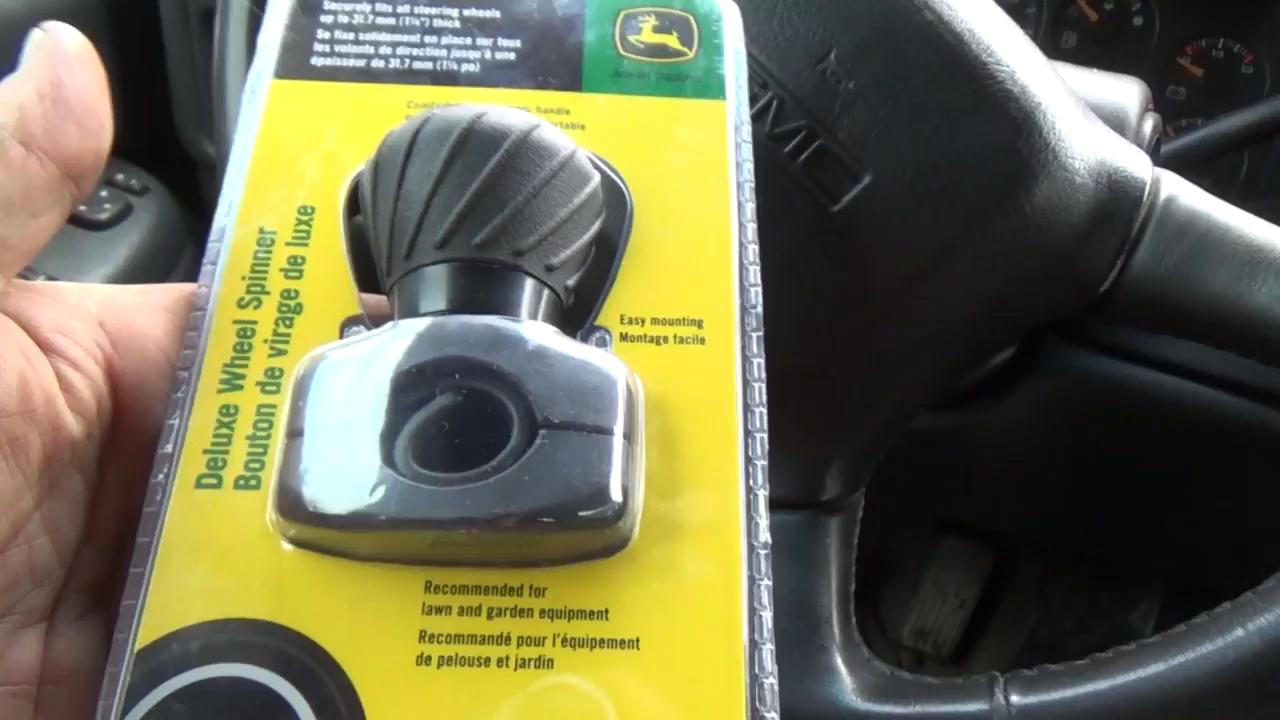 Securely fits all steering wheels
up to 31.7 mm (1¼") thick
Se fixe solidement en place sur tous
les volants de direction jusqu'à une
épaisseur de 31.7 mm (1¼ po)
handle
Deluxe Wheel Spinner
Bouton de virage de luxe
Easy mounting
Montage facile
Recommended for
lawn and garden equipment
Recommandé pour l'équipement
de pelouse et jardin
GMC